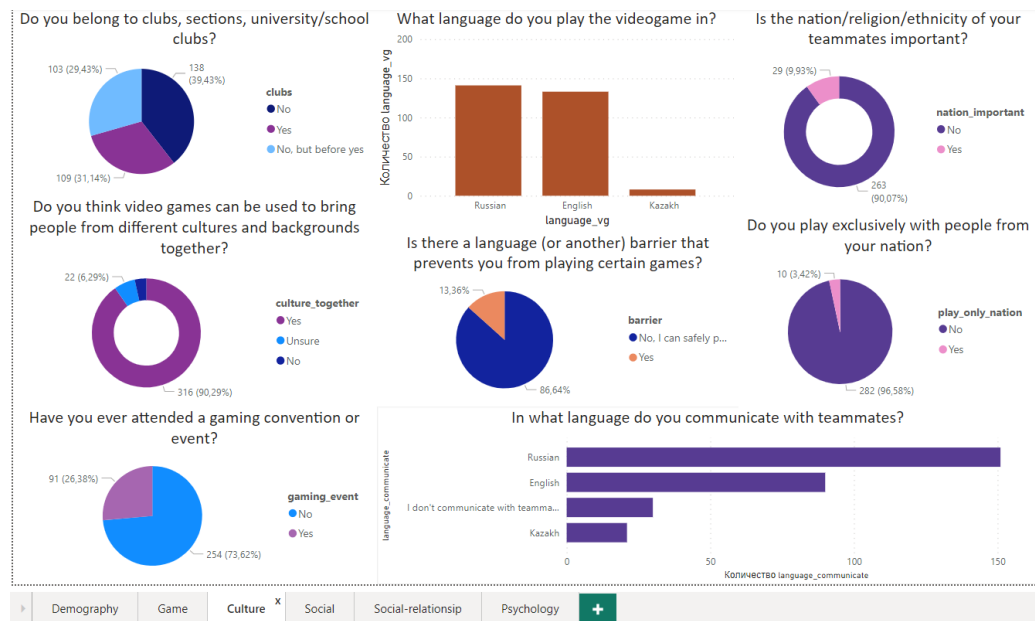 Do you belong to clubs, sections, university/school
clubs?
103 (29,43%)
138
(39,43%)
109 (31,14%)
clubs
No
Yes
No, but before yes
What language do you play the videogame in?
Количество language_vg
200
150
100
50
0
Russian
English
Kazakh
language_vg
Is the nation/religion/ethnicity of your
teammates important?
29 (9,93%)
263
(90,07%)
nation_important
No
Yes
Do you think video games can be used to bring
people from different cultures and backgrounds
together?
22 (6,29%)
316 (90,29%)
culture_together
Yes
Unsure
No
Is there a language (or another) barrier that
prevents you from playing certain games?
13,36%
86,64%
barrier
No, I can safely p...
Yes
Do you play exclusively with people from
your nation?
10 (3,42%)
282 (96,58%)
play_only_nation
No
Yes
Have you ever attended a gaming convention or
event?
91 (26,38%)
254 (73,62%)
gaming_event
No
Yes
In what language do you communicate with teammates?
language_communicate
Russian
English
I don't communicate with teamma...
Kazakh
0
50
100
150
Количество language_communicate
Demography
Game
Culture
x
Social
Social-relationsip
Psychology
+